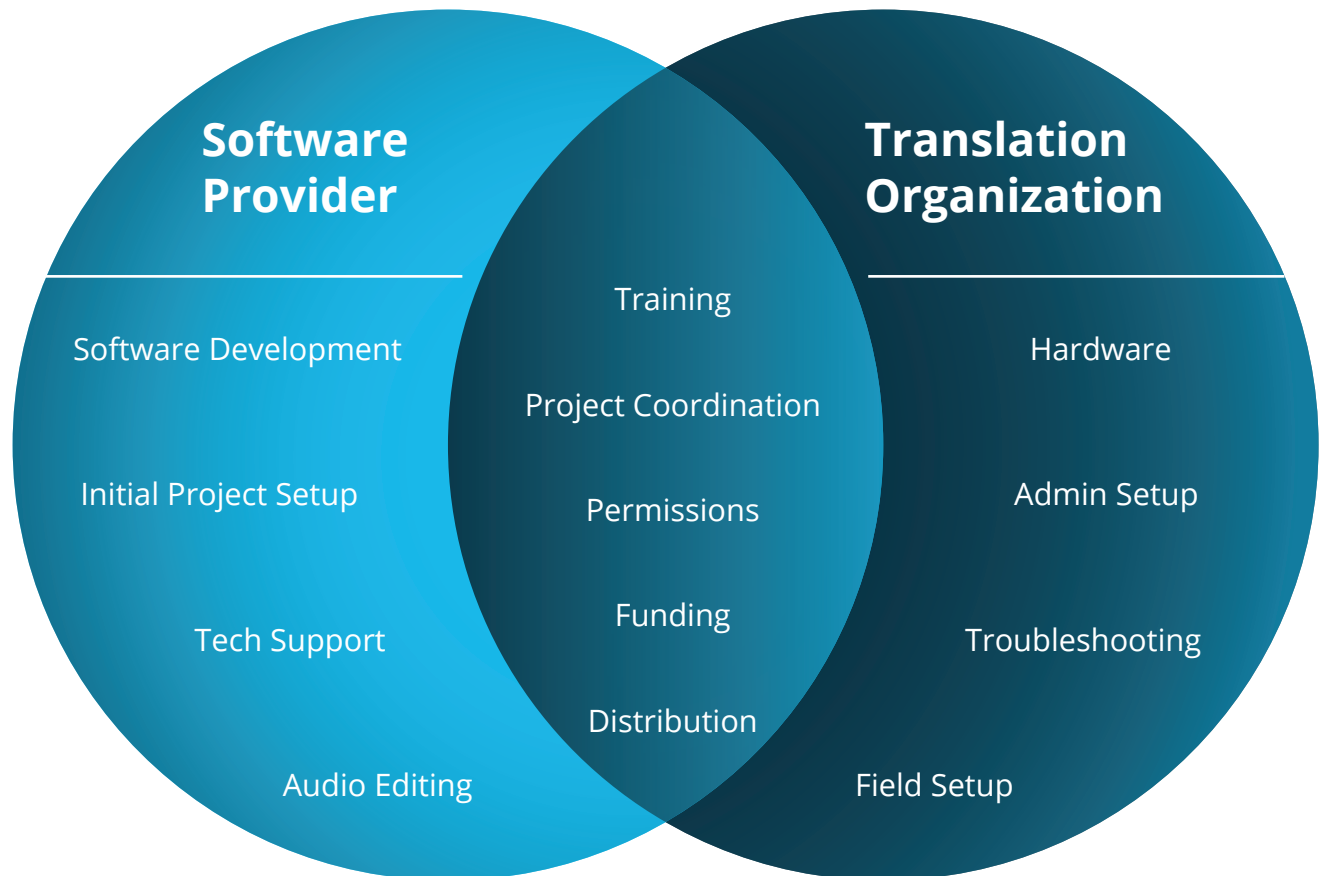 Software
Provider
Software Development
Initial Project Setup
Tech Support
Audio Editing
Training
Project Coordination
Permissions
Funding
Distribution
Translation
Organization
Hardware
Admin Setup
Troubleshooting
Field Setup